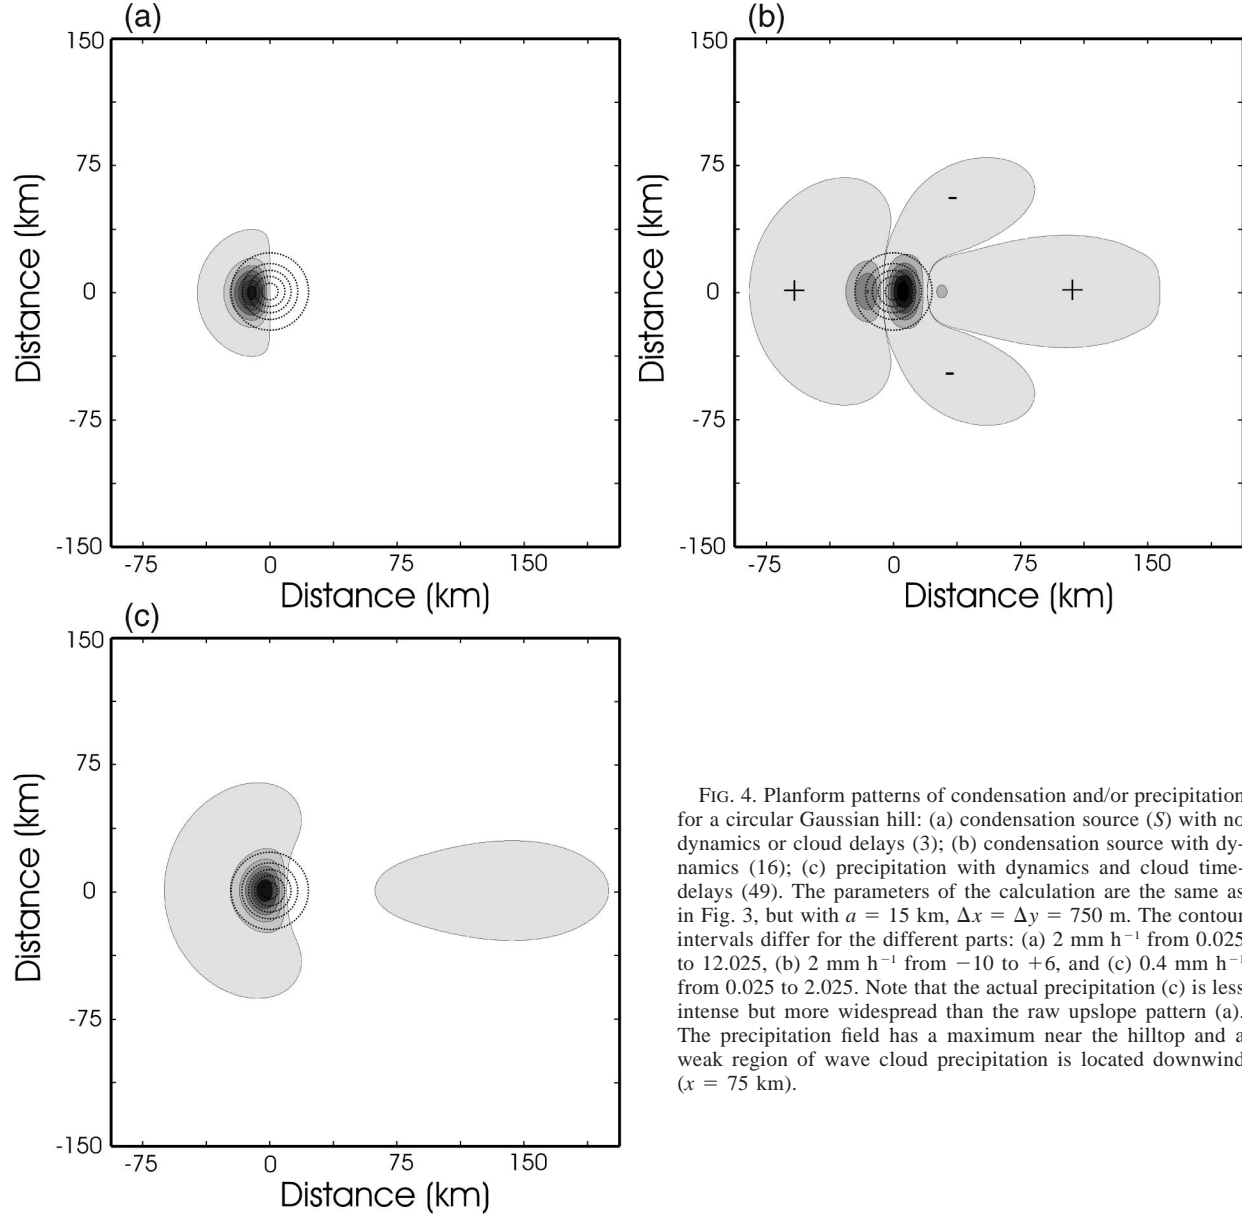 (a)
150
75
0
-75
-150
Distance (km)
-75 0 75 150
Distance (km)
(b)
150
75
0
-75
-150
Distance (km)
-
+ +
-
-75 0 75 150
Distance (km)
(c)
150
75
0
-75
-150
Distance (km)
-75 0 75 150
Distance (km)
FIG. 4. Planform patterns of condensation and/or precipitation
for a circular Gaussian hill: (a) condensation source (S) with no
dynamics or cloud delays (3); (b) condensation source with dy-
namics (16); (c) precipitation with dynamics and cloud time-
delays (49). The parameters of the calculation are the same as
in Fig. 3, but with a = 15 km, Δx = Δy = 750 m. The contour
intervals differ for the different parts: (a) 2 mm h⁻¹ from 0.025
to 12.025, (b) 2 mm h⁻¹ from −10 to +6, and (c) 0.4 mm h⁻¹
from 0.025 to 2.025. Note that the actual precipitation (c) is less
intense but more widespread than the raw upslope pattern (a).
The precipitation field has a maximum near the hilltop and a
weak region of wave cloud precipitation is located downwind
(x = 75 km).